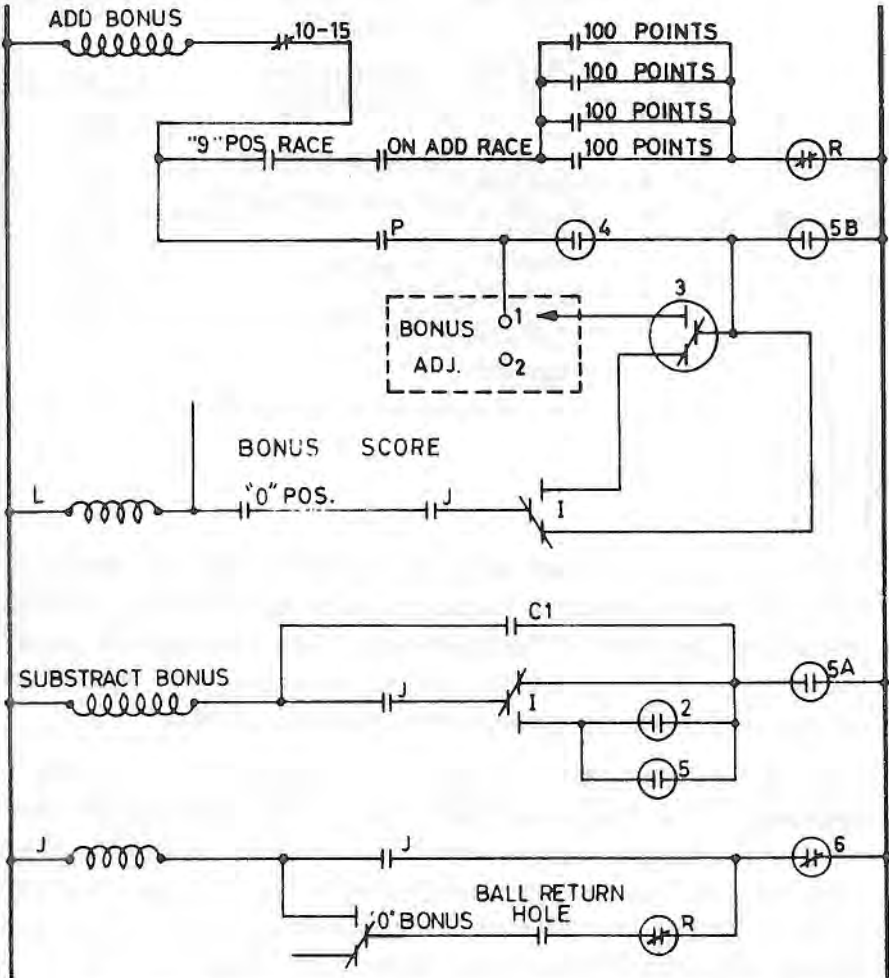 ADD BONUS
10-15
100 POINTS
100 POINTS
100 POINTS
"9" POS RACE
ON ADD RACE
100 POINTS
R
P
4
5B
3
BONUS
1
ADJ.
2
BONUS SCORE
L
"0" POS.
J
I
C1
SUBSTRACT BONUS
5A
J
I
2
5
J
J
6
BALL RETURN
HOLE
"0" BONUS
R